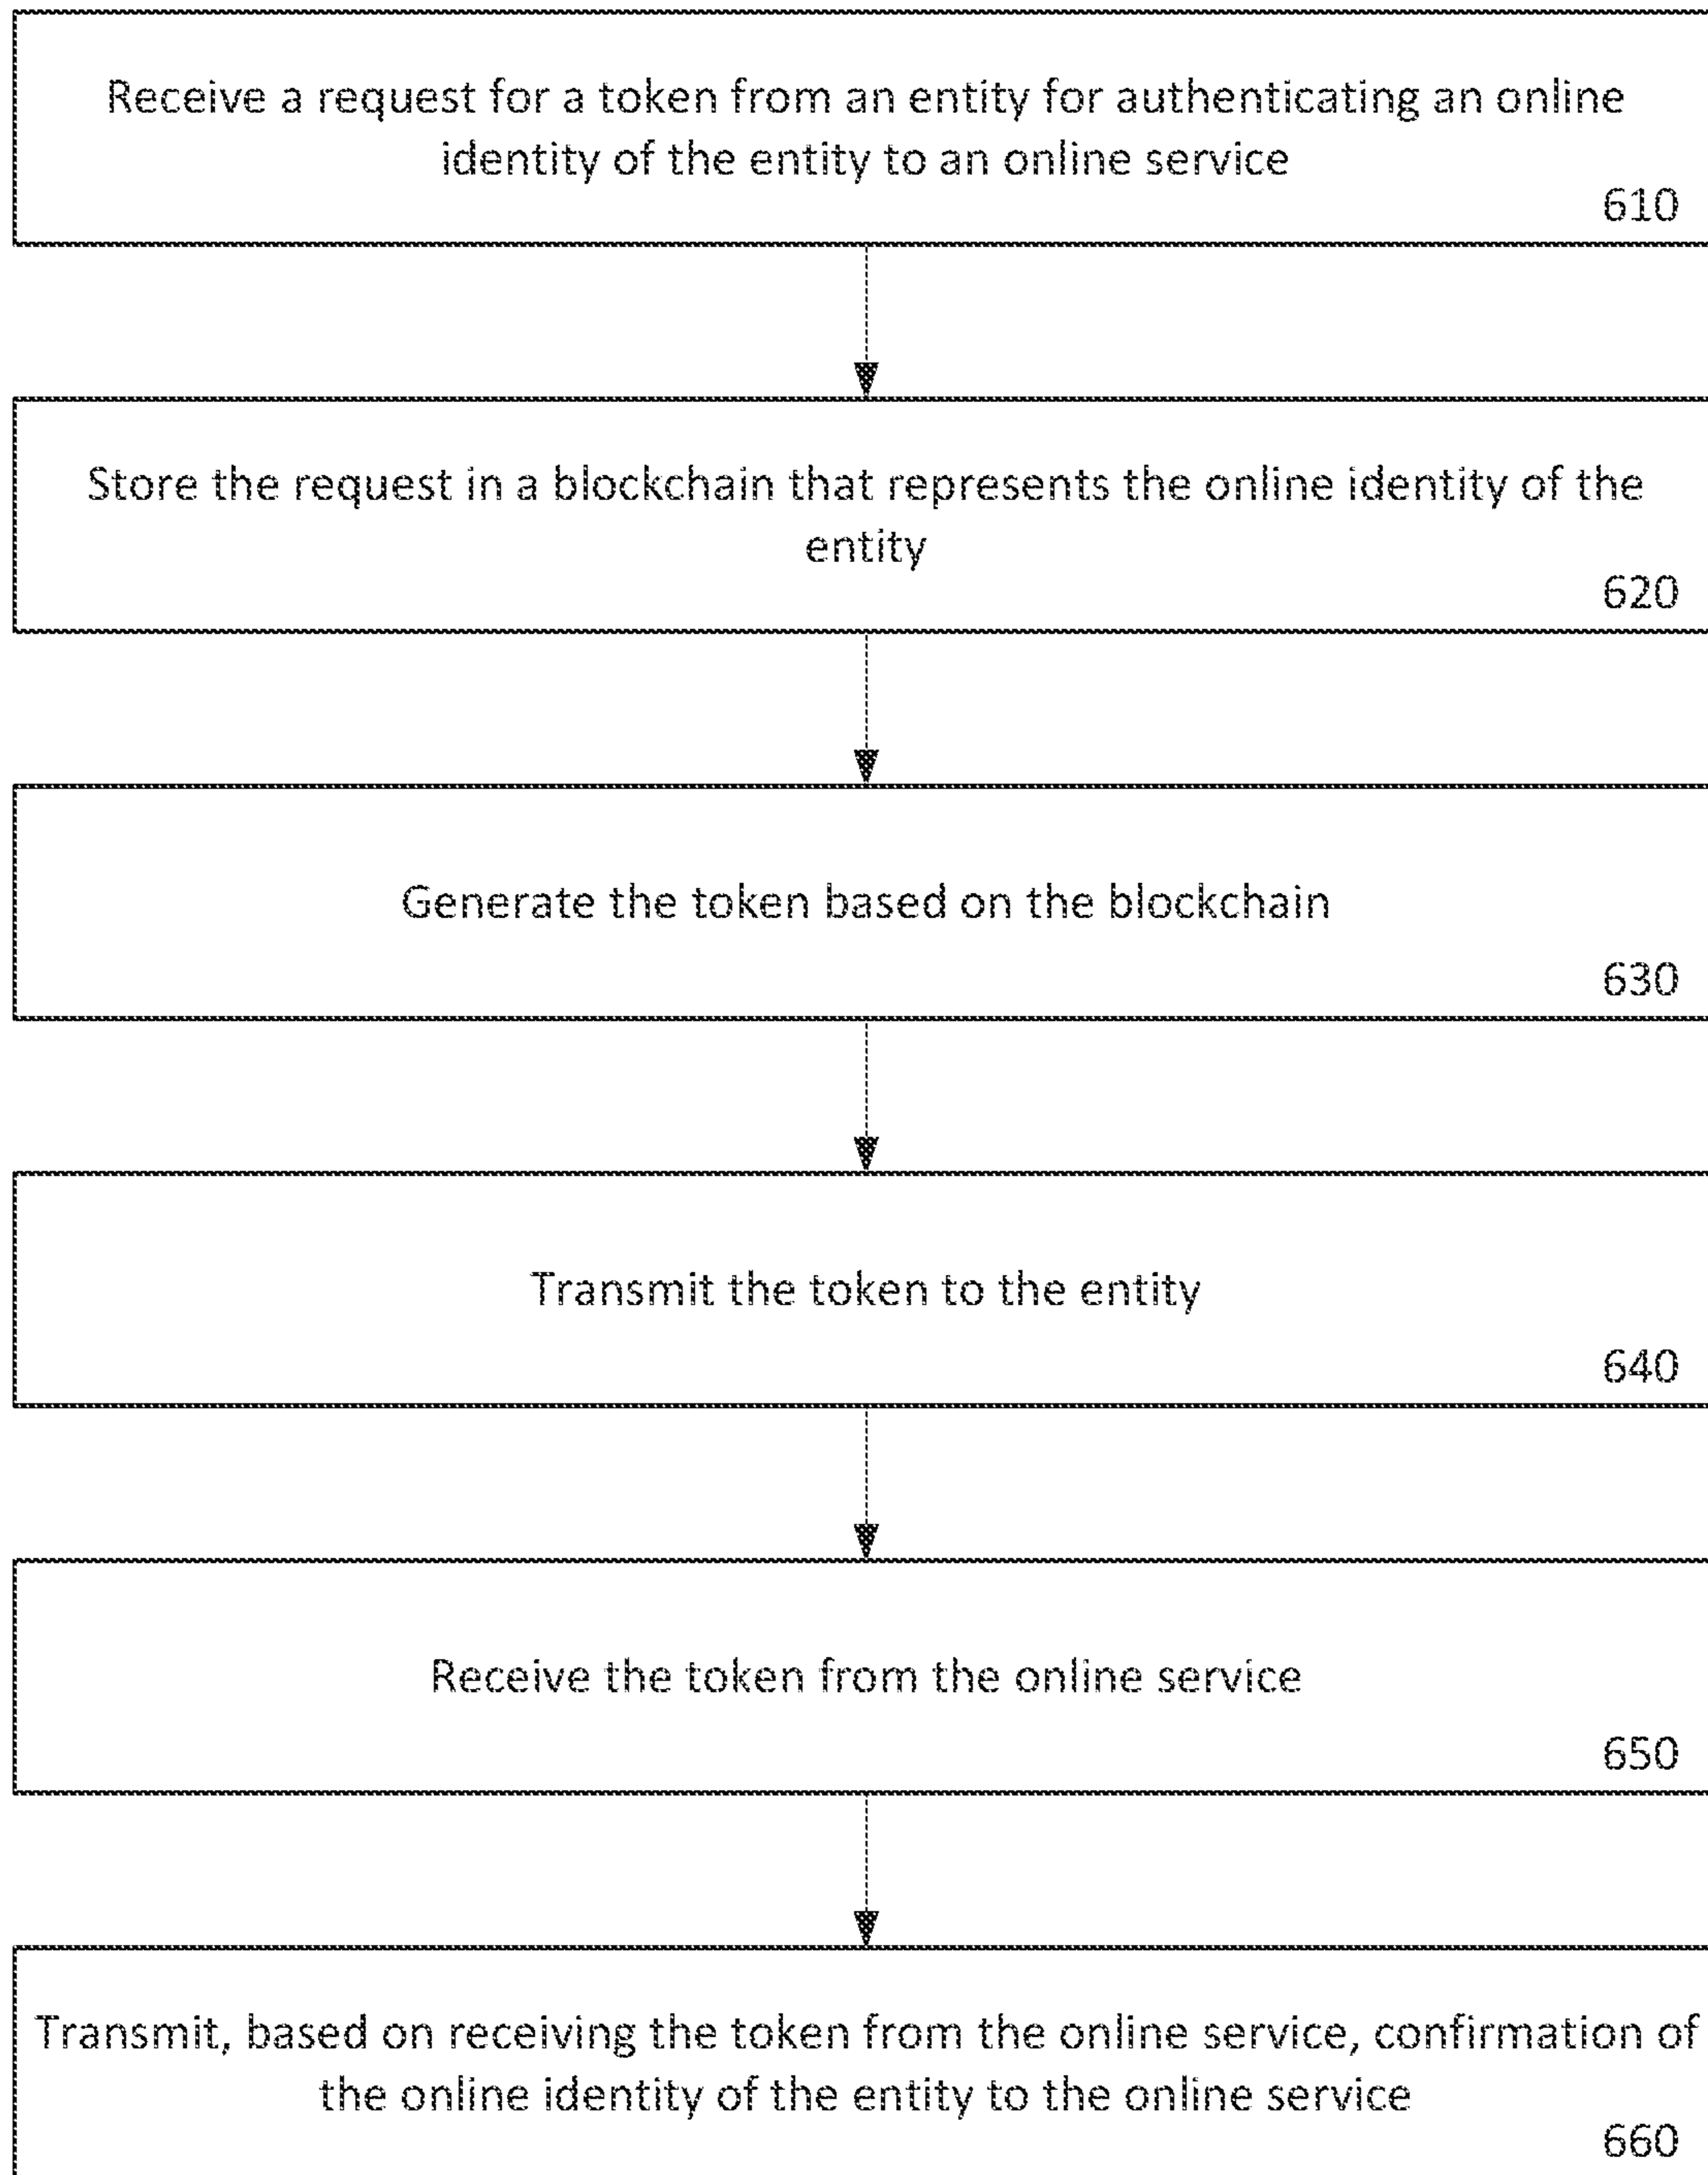 Receive a request for a token from an entity for authenticating an online
identity of the entity to an online service
610
Store the request in a blockchain that represents the online identity of the
entity
620
Generate the token based on the blockchain
630
Transmit the token to the entity
640
Receive the token from the online service
650
Transmit, based on receiving the token from the online service, confirmation of
the online identity of the entity to the online service
660